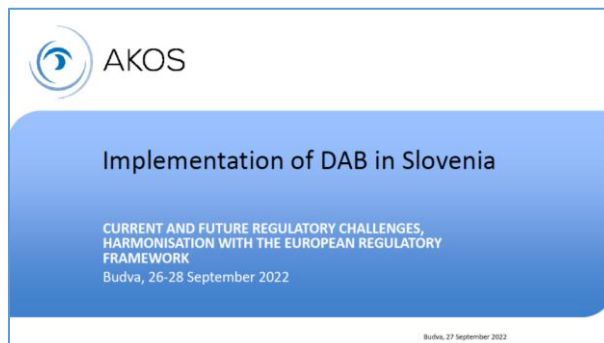 AKOS
Implementation of DAB in Slovenia
CURRENT AND FUTURE REGULATORY CHALLENGES,
HARMONISATION WITH THE EUROPEAN REGULATORY
FRAMEWORK
Budva, 26-28 September 2022
Budva, 27 September 2022